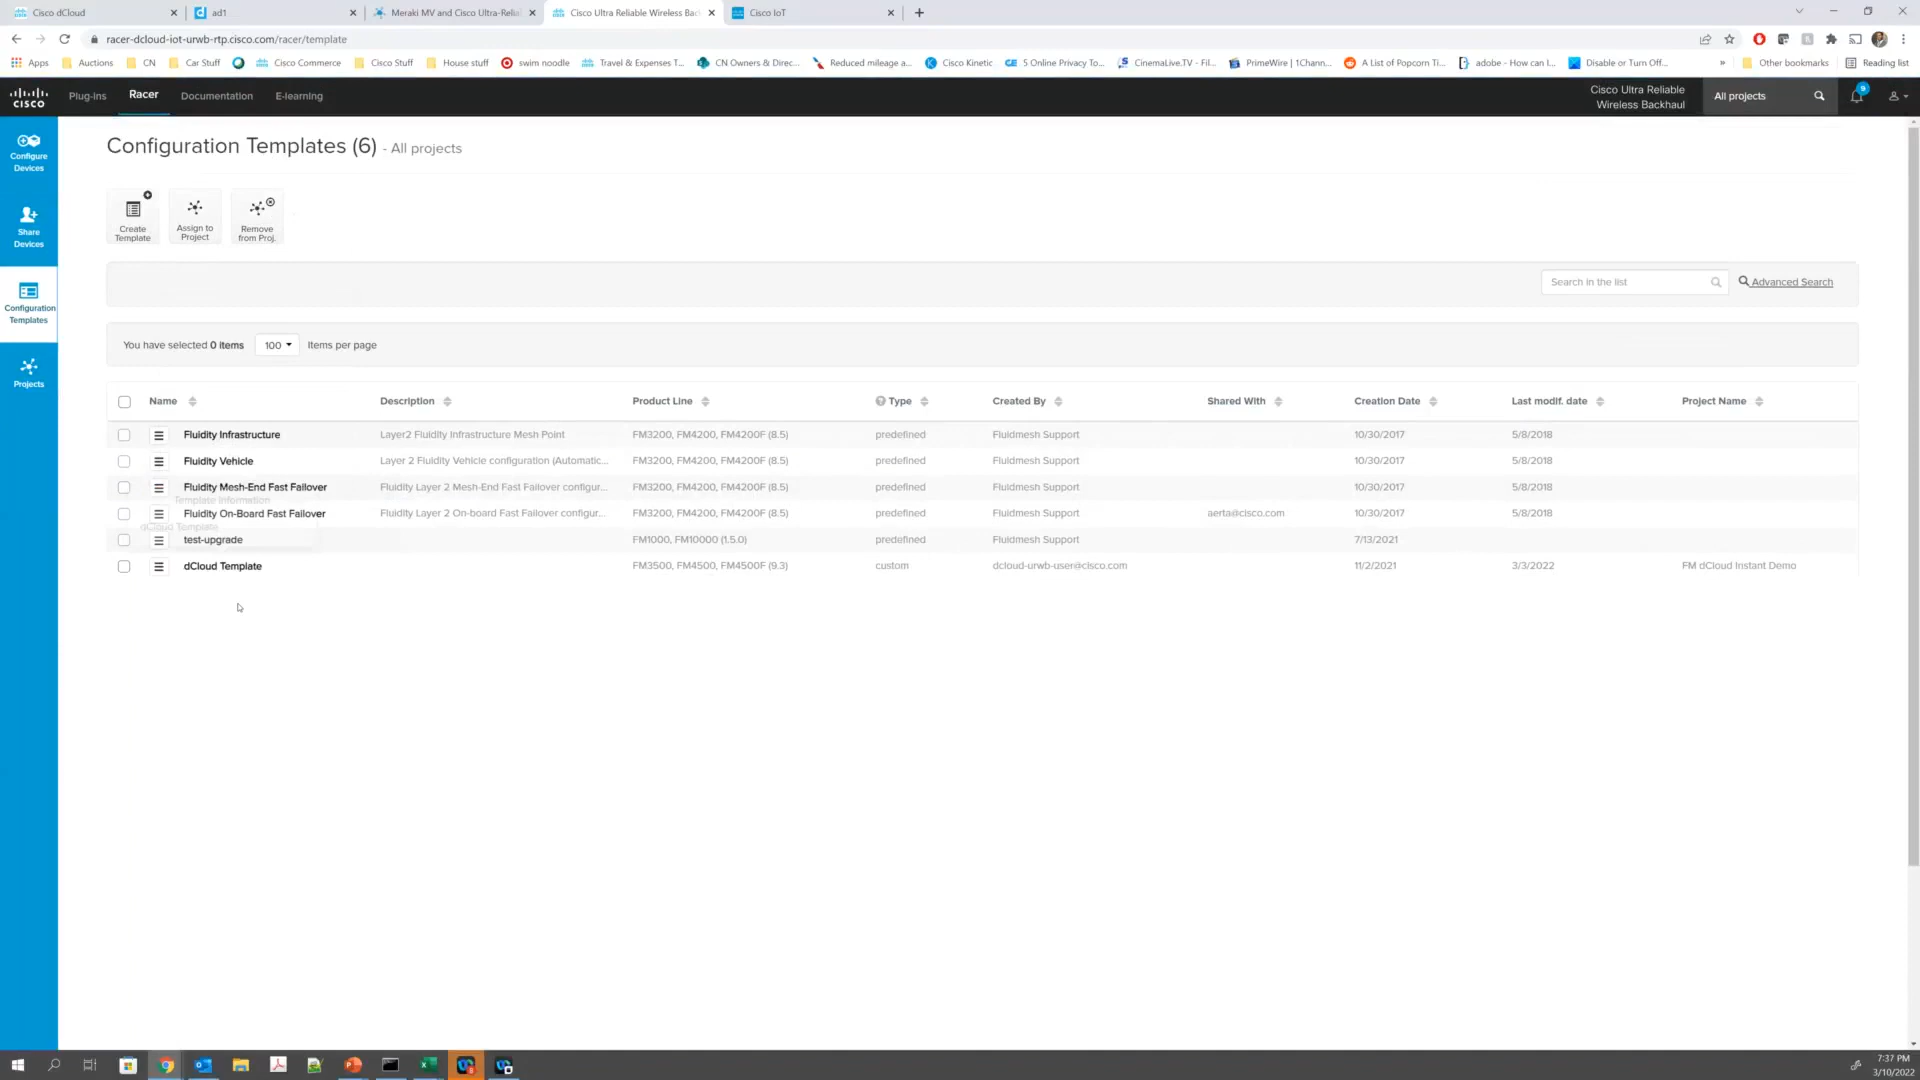 Cisco dCloud
ad1
Meraki MV and Cisco Ultra-Relia
Cisco Ultra Reliable Wireless Bac
Cisco IoT
racer-dcloud-iot-urwb-rtp.cisco.com/racer/template
Apps
Auctions
CN
Car Stuff
Cisco Commerce
Cisco Stuff
House stuff
swim noodle
Travel & Expenses T...
CN Owners & Direc...
Reduced mileage a...
Cisco Kinetic
5 Online Privacy To...
CinemaLive.TV - Fil...
PrimeWire | 1Chann...
A List of Popcorn Ti...
adobe - How can I...
Disable or Turn Off...
»
Other bookmarks
Reading list
CISCO
Plug-ins
Racer
Documentation
E-learning
Cisco Ultra Reliable
Wireless Backhaul
All projects
9
Configure
Devices
Share
Devices
Configuration
Templates
Projects
Configuration Templates (6) - All projects
Create
Template
Assign to
Project
Remove
from Proj.
Search in the list
Advanced Search
You have selected 0 items 100 Items per page
Name Description Product Line Type Created By Shared With Creation Date Last modif. date Project Name
Fluidity Infrastructure Layer2 Fluidity Infrastructure Mesh Point FM3200, FM4200, FM4200F (8.5) predefined Fluidmesh Support 10/30/2017 5/8/2018
Fluidity Vehicle Layer 2 Fluidity Vehicle configuration (Automatic... FM3200, FM4200, FM4200F (8.5) predefined Fluidmesh Support 10/30/2017 5/8/2018
Fluidity Mesh-End Fast Failover Fluidity Layer 2 Mesh-End Fast Failover configur... FM3200, FM4200, FM4200F (8.5) predefined Fluidmesh Support 10/30/2017 5/8/2018
Template Information
Fluidity On-Board Fast Failover Fluidity Layer 2 On-board Fast Failover configur... FM3200, FM4200, FM4200F (8.5) predefined Fluidmesh Support aerta@cisco.com 10/30/2017 5/8/2018
dCloud Template
test-upgrade FM1000, FM10000 (1.5.0) predefined Fluidmesh Support 7/13/2021
dCloud Template FM3500, FM4500, FM4500F (9.3) custom dcloud-urwb-user@cisco.com 11/2/2021 3/3/2022 FM dCloud Instant Demo
7:37 PM
3/10/2022